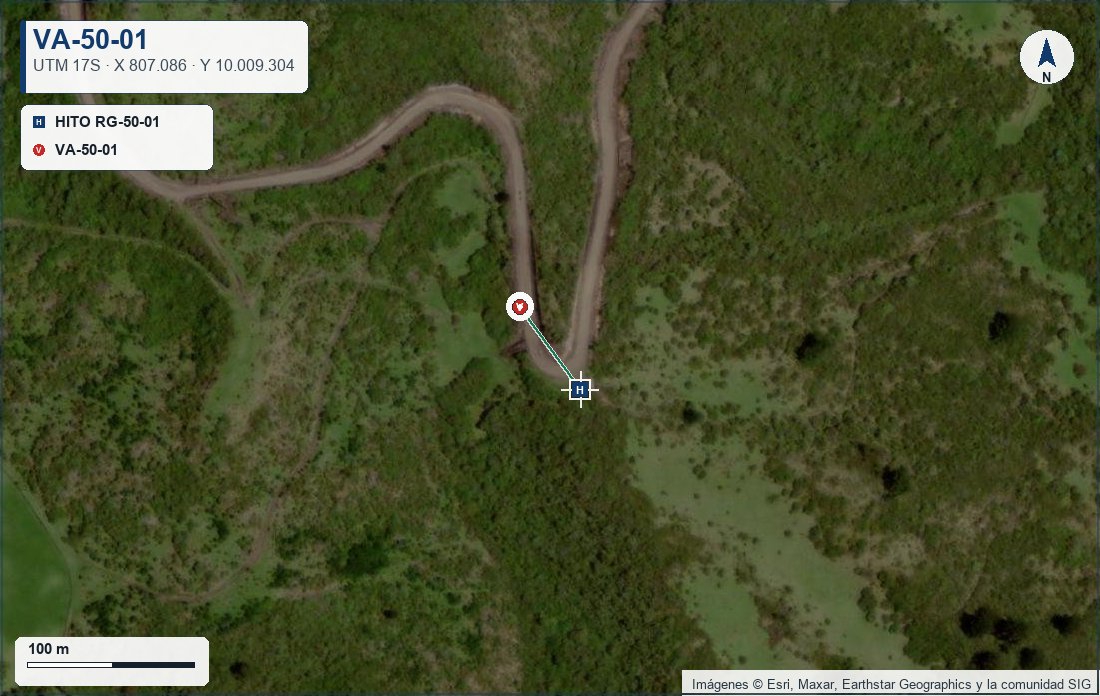 VA-50-01
UTM 17S · X 807.086 · Y 10.009.304
N
H HITO RG-50-01
V VA-50-01
H
100 m
Imágenes © Esri, Maxar, Earthstar Geographics y la comunidad SIG